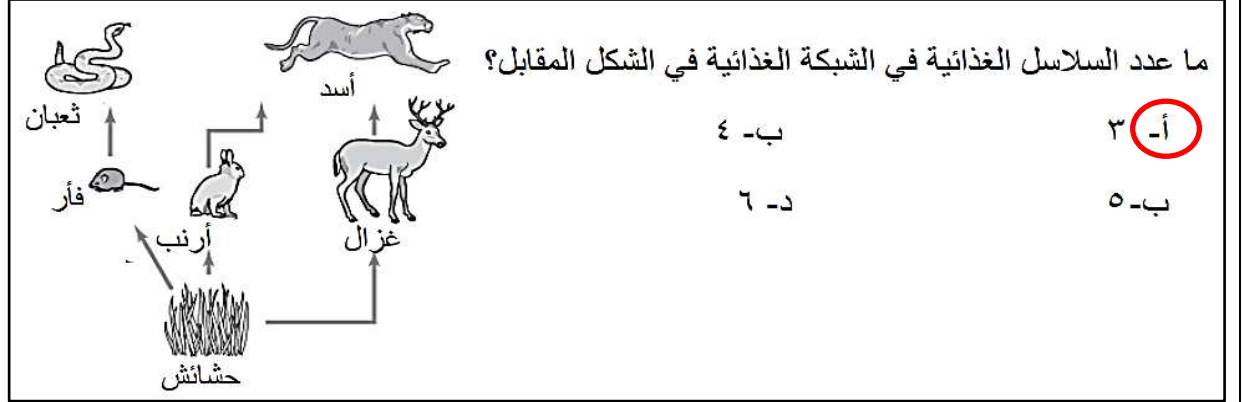 ما عدد السلاسل الغذائية في الشبكة الغذائية في الشكل المقابل؟
أ- ٣
ب- ٤
ب- ٥
د- ٦
أسد
ثعبان
فأر
أرنب
غزال
حشائش